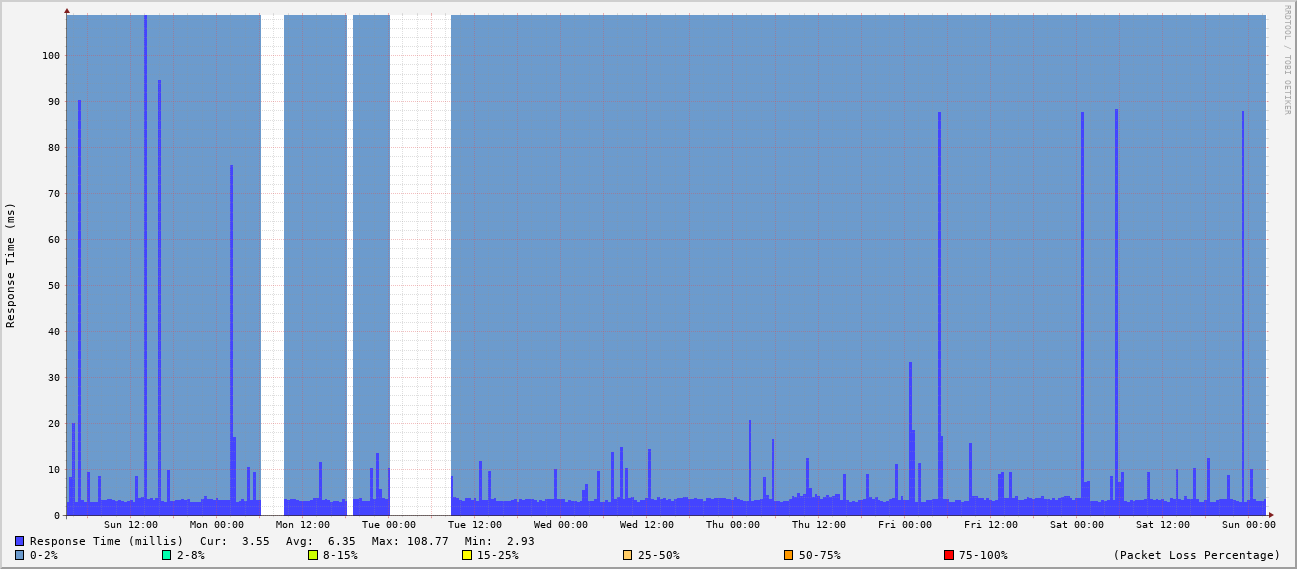 RRDTOOL / TOBI OETIKER
Response Time (ms)
100
90
80
70
60
50
40
30
20
10
0
Sun 12:00 Mon 00:00 Mon 12:00 Tue 00:00 Tue 12:00 Wed 00:00 Wed 12:00 Thu 00:00 Thu 12:00 Fri 00:00 Fri 12:00 Sat 00:00 Sat 12:00 Sun 00:00
Response Time (millis) Cur: 3.55 Avg: 6.35 Max: 108.77 Min: 2.93
0-2% 2-8% 8-15% 15-25% 25-50% 50-75% 75-100% (Packet Loss Percentage)